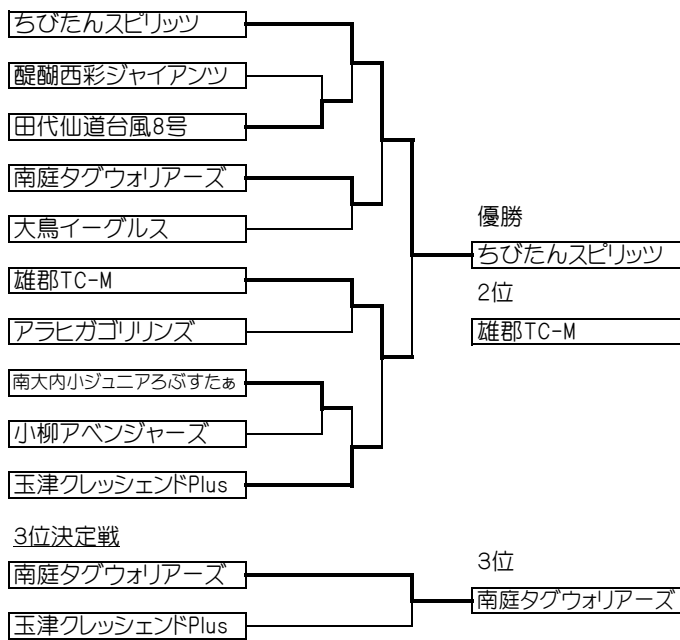 ちびたんスピリッツ
醍醐西彩ジャイアンツ
田代仙道台風8号
南庭タグウォリアーズ
大鳥イーグルス
雄郡TC-M
アラヒガゴリリンズ
南大内小ジュニアろぶすたぁ
小柳アベンジャーズ
玉津クレッシェンドPlus
優勝
ちびたんスピリッツ
2位
雄郡TC-M
3位決定戦
南庭タグウォリアーズ
玉津クレッシェンドPlus
3位
南庭タグウォリアーズ